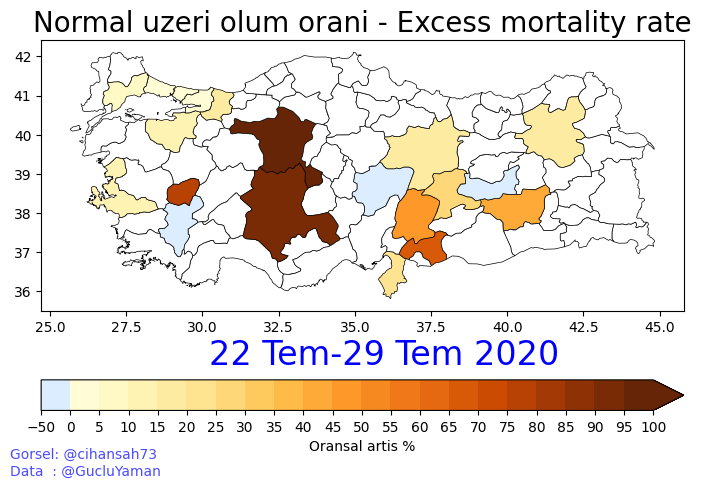 Normal uzeri olum orani - Excess mortality rate
42
41
40
39
38
37
36
25.0 27.5 30.0 32.5 35.0 37.5 40.0 42.5 45.0
22 Tem-29 Tem 2020
−50 0 5 10 15 20 25 30 35 40 45 50 55 60 65 70 75 80 85 90 95 100
Oransal artis %
Gorsel: @cihansah73
Data : @GucluYaman